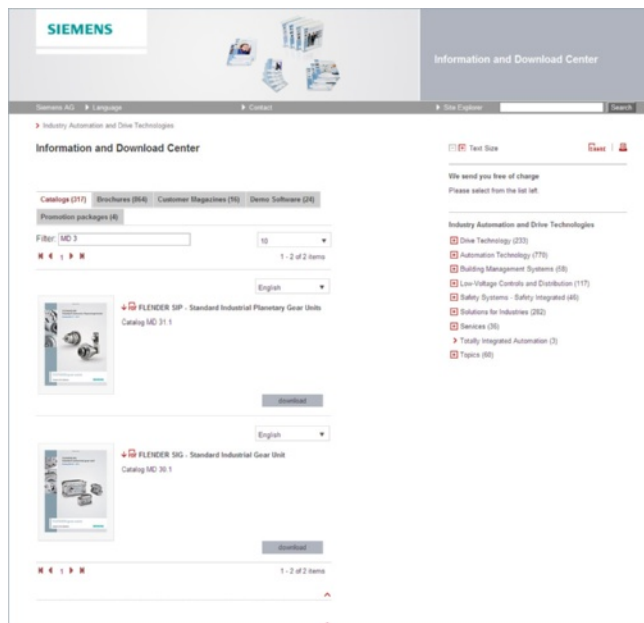 SIEMENS
Information and Download Center
Siemens AG Language Contact Site Explorer Search
Industry Automation and Drive Technologies
Information and Download Center
Text Size
We send you free of charge
Please select from the list left.
Catalogs (317) Brochures (864) Customer Magazines (16) Demo Software (24)
Promotion packages (4)
Filter: MD 3 10
1 1 - 2 of 2 items
English
FLENDER SIP - Standard Industrial Planetary Gear Units
Catalog MD 31.1
download
English
FLENDER SIG - Standard Industrial Gear Unit
Catalog MD 30.1
download
1 1 - 2 of 2 items
Industry Automation and Drive Technologies
Drive Technology (233)
Automation Technology (770)
Building Management Systems (58)
Low-Voltage Controls and Distribution (117)
Safety Systems - Safety Integrated (46)
Solutions for Industries (282)
Services (36)
Totally Integrated Automation (3)
Topics (60)